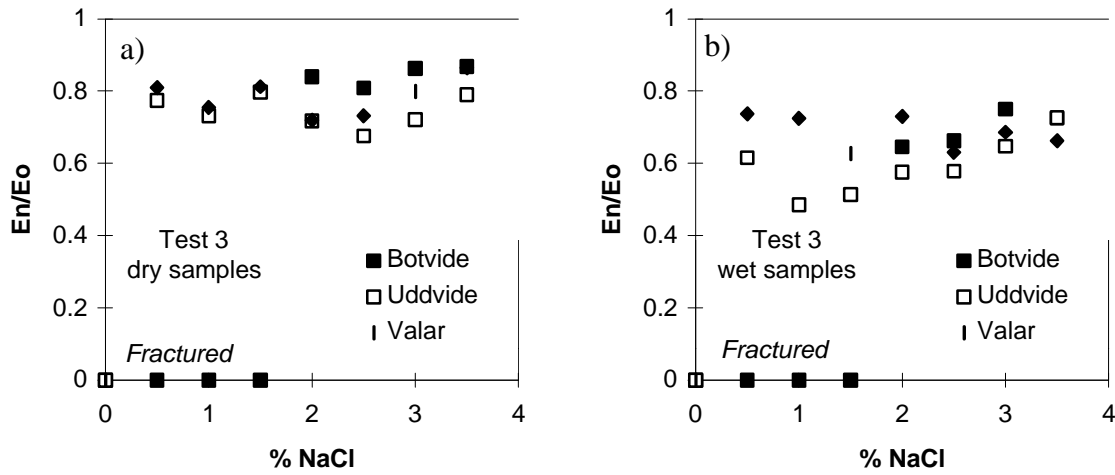 a)
En/Eo
1
0.8
0.6
0.4
0.2
0
Test 3
dry samples
Botvide
Uddvide
Valar
Fractured
0 1 2 3 4
% NaCl
b)
En/Eo
1
0.8
0.6
0.4
0.2
0
Test 3
wet samples
Botvide
Uddvide
Valar
Fractured
0 1 2 3 4
% NaCl